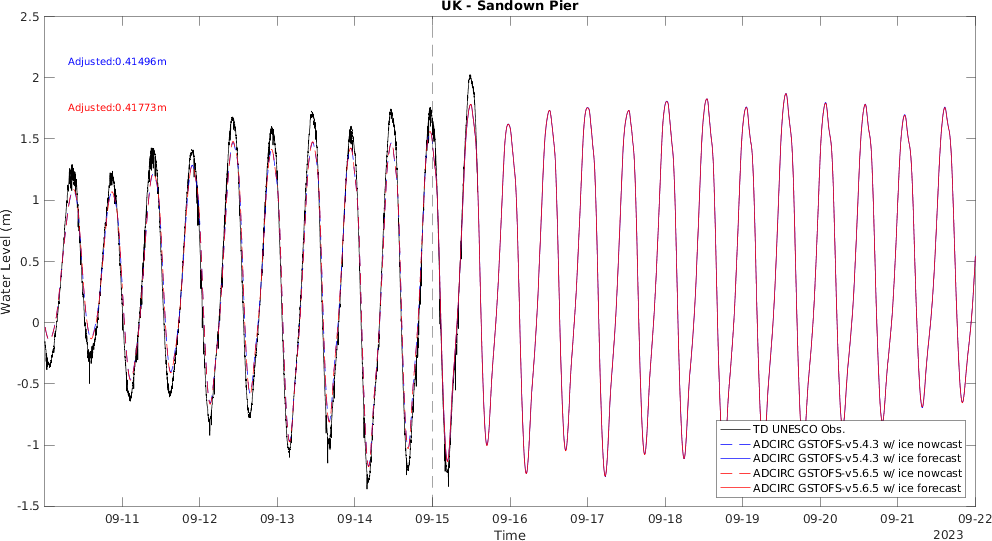 UK - Sandown Pier
2.5
2
1.5
1
0.5
0
-0.5
-1
-1.5
Water Level (m)
Adjusted:0.41496m
Adjusted:0.41773m
TD UNESCO Obs.
ADCIRC GSTOFS-v5.4.3 w/ ice nowcast
ADCIRC GSTOFS-v5.4.3 w/ ice forecast
ADCIRC GSTOFS-v5.6.5 w/ ice nowcast
ADCIRC GSTOFS-v5.6.5 w/ ice forecast
09-11 09-12 09-13 09-14 09-15 09-16 09-17 09-18 09-19 09-20 09-21 09-22
Time
2023